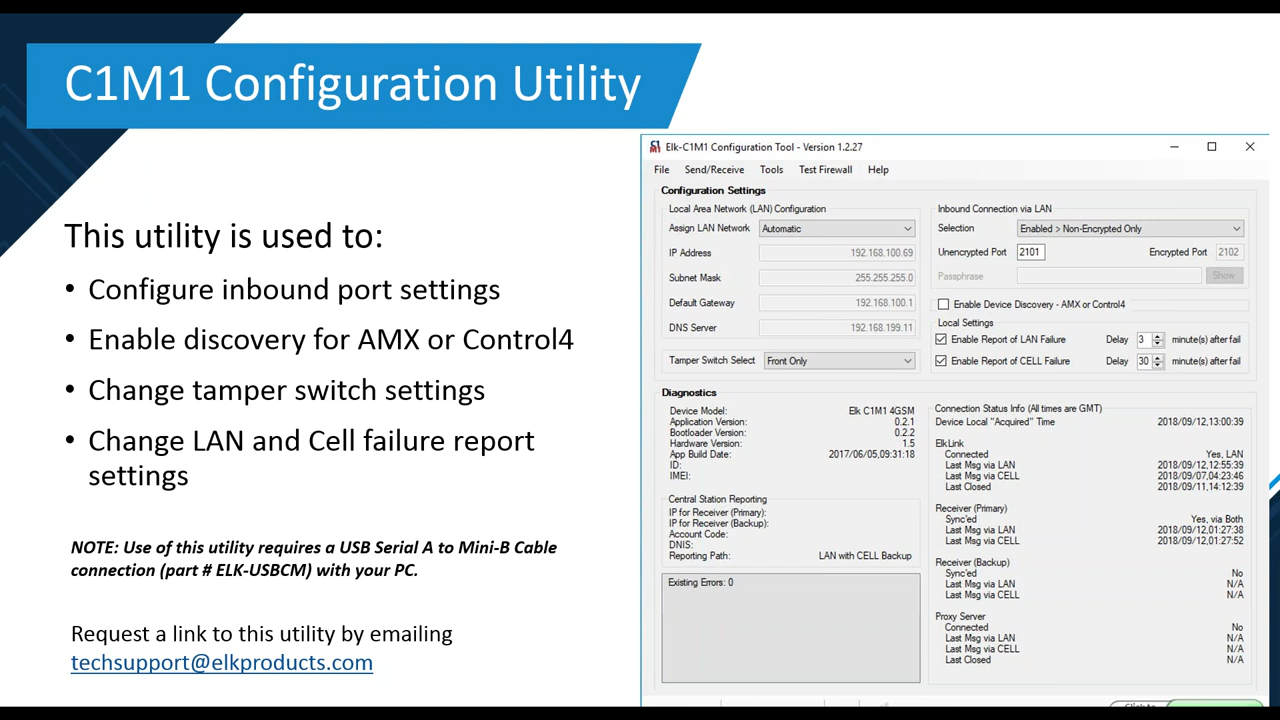 C1M1 Configuration Utility
This utility is used to:
• Configure inbound port settings
• Enable discovery for AMX or Control4
• Change tamper switch settings
• Change LAN and Cell failure report
settings
NOTE: Use of this utility requires a USB Serial A to Mini-B Cable
connection (part # ELK-USBCM) with your PC.
Request a link to this utility by emailing
techsupport@elkproducts.com
C1 M1 Elk-C1M1 Configuration Tool - Version 1.2.27
File Send/Receive Tools Test Firewall Help
Configuration Settings
Local Area Network (LAN) Configuration
Assign LAN Network Automatic
IP Address 192.168.100.69
Subnet Mask 255.255.255.0
Default Gateway 192.168.100.1
DNS Server 192.168.199.11
Tamper Switch Select Front Only
Inbound Connection via LAN
Selection Enabled > Non-Encrypted Only
Unencrypted Port 2101 Encrypted Port 2102
Passphrase Show
Enable Device Discovery - AMX or Control4
Local Settings
Enable Report of LAN Failure Delay 3 minute(s) after fail
Enable Report of CELL Failure Delay 30 minute(s) after fail
Diagnostics
Device Model: Elk C1M1 4GSM
Application Version: 0.2.1
Bootloader Version: 0.2.2
Hardware Version: 1.5
App Build Date: 2017/06/05,09:31:18
ID:
IMEI:
Central Station Reporting
IP for Receiver (Primary):
IP for Receiver (Backup):
Account Code:
DNIS:
Reporting Path: LAN with CELL Backup
Existing Errors: 0
Connection Status Info (All times are GMT)
Device Local "Acquired" Time 2018/09/12,13:00:39
ElkLink
Connected Yes, LAN
Last Msg via LAN 2018/09/12,12:55:39
Last Msg via CELL 2018/09/07,04:23:46
Last Closed 2018/09/11,14:12:39
Receiver (Primary)
Sync'ed Yes, via Both
Last Msg via LAN 2018/09/12,01:27:38
Last Msg via CELL 2018/09/12,01:27:52
Receiver (Backup)
Sync'ed No
Last Msg via LAN N/A
Last Msg via CELL N/A
Proxy Server
Connected No
Last Msg via LAN N/A
Last Msg via CELL N/A
Last Closed N/A